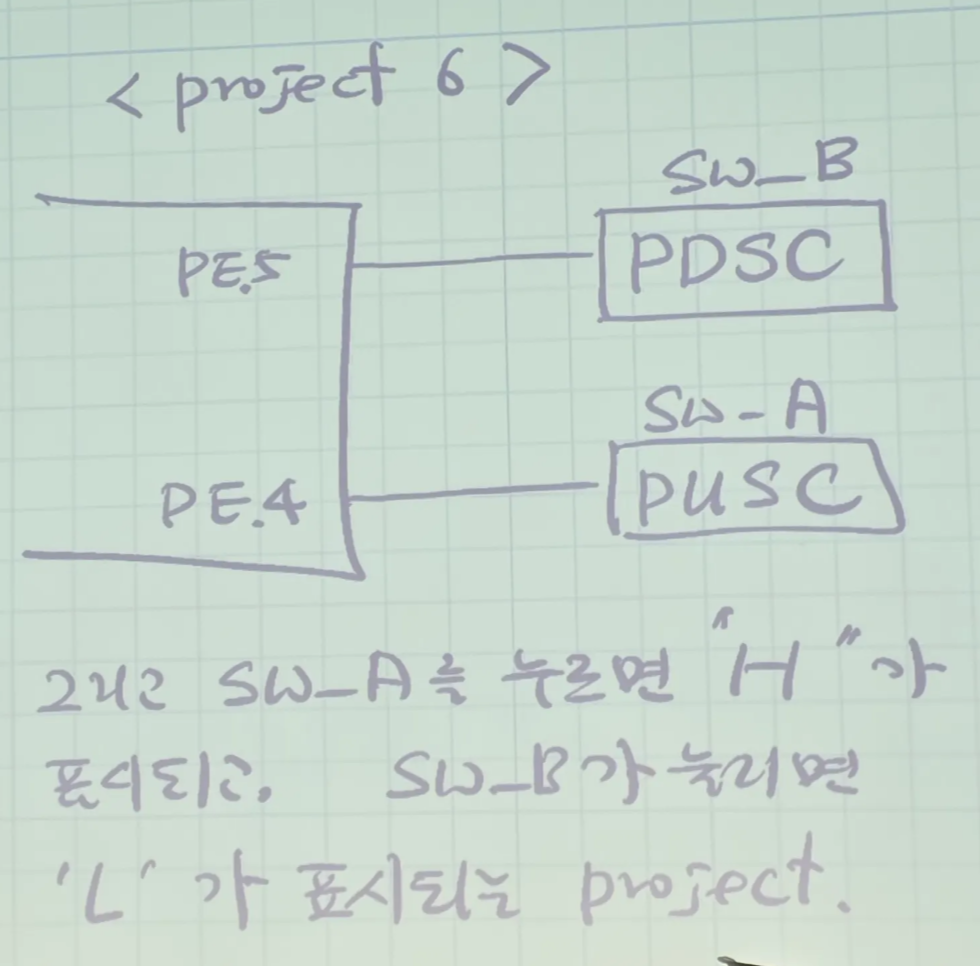 < project 6 >
SW_B
PE.5
PDSC
SW-A
PE.4
PUSC
그리고 SW_A를 누르면 "H"가
표시되고. SW_B가 눌리면
'L'가 표시되는 project.